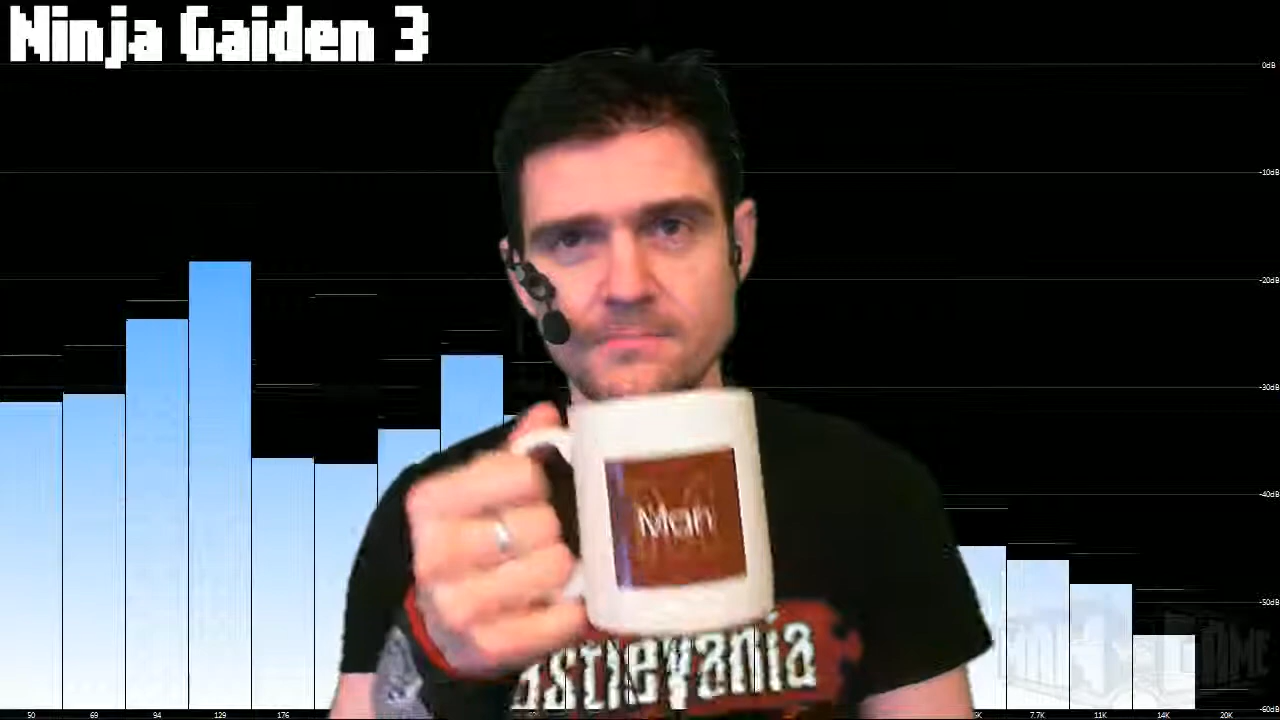 Ninja Gaiden 3
0dB
-10dB
-20dB
-30dB
-40dB
-50dB
-60dB
Man
astlevania
50 69 94 129 176 7.7K 11K 14K 20K